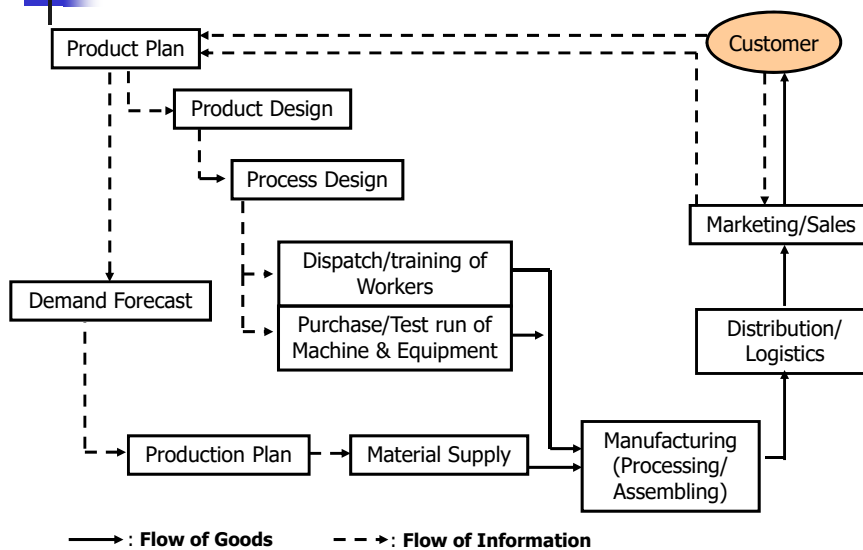 Product Plan
Customer
Product Design
Process Design
Marketing/Sales
Dispatch/training of
Workers
Demand Forecast
Purchase/Test run of
Machine & Equipment
Distribution/
Logistics
Production Plan
Material Supply
Manufacturing
(Processing/
Assembling)
: Flow of Goods
: Flow of Information